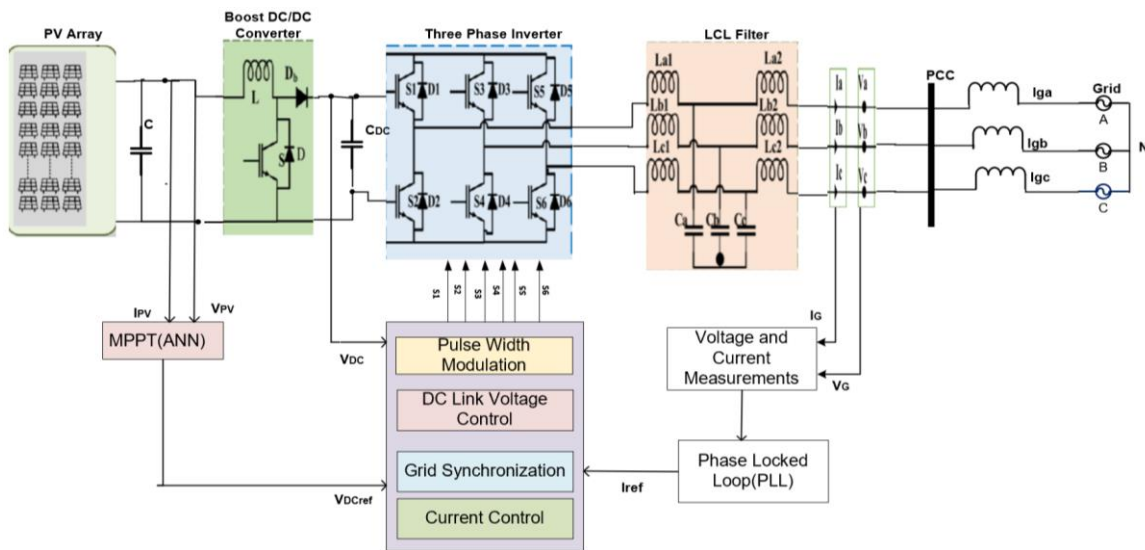 PV Array
Boost DC/DC
Converter
Three Phase Inverter
LCL Filter
PCC
Grid
C
L
Db
S
D
CDC
S1
D1
S3
D3
S5
D5
S2
D2
S4
D4
S6
D6
La1
La2
Lb1
Lb2
Lc1
Lc2
Ca
Cb
Cc
Ia
Va
Ib
Vb
Ic
Vc
Iga
A
Igb
B
N
Igc
C
S1
S2
S3
S4
S5
S6
IPV
VPV
MPPT(ANN)
VDC
VDCref
Pulse Width
Modulation
DC Link Voltage
Control
Grid Synchronization
Current Control
IG
VG
Voltage and
Current
Measurements
Phase Locked
Loop(PLL)
Iref